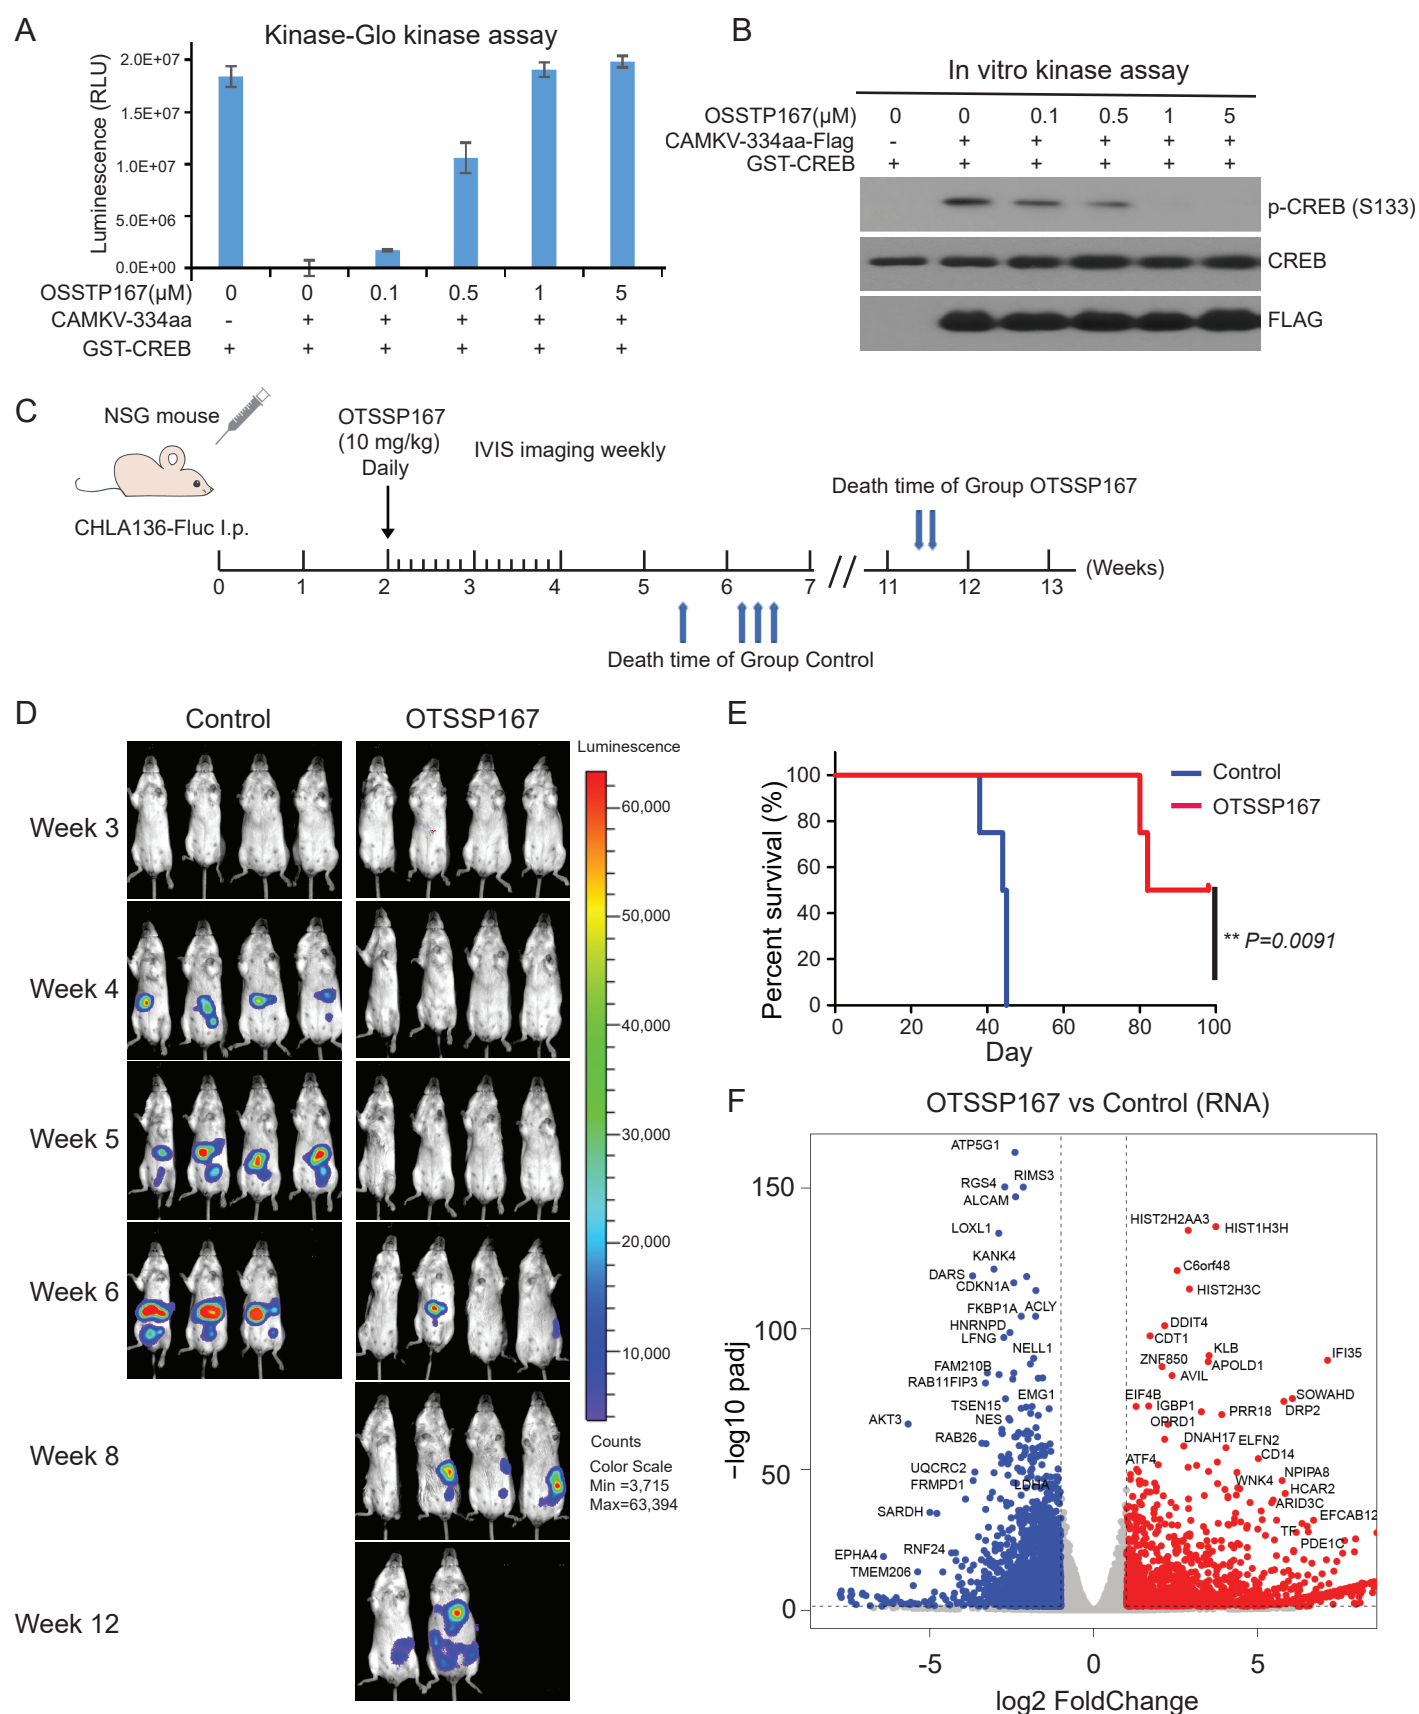 A
Kinase-Glo kinase assay
Luminescence (RLU)
2.0E+07
1.5E+07
1.0E+07
5.0E+06
0.0E+00
OSSTP167(μM) 0 0 0.1 0.5 1 5
CAMKV-334aa - + + + + +
GST-CREB + + + + + +
B
In vitro kinase assay
OSSTP167(μM) 0 0 0.1 0.5 1 5
CAMKV-334aa-Flag - + + + + +
GST-CREB + + + + + +
p-CREB (S133)
CREB
FLAG
C
NSG mouse
CHLA136-Fluc I.p.
OTSSP167
(10 mg/kg)
Daily
IVIS imaging weekly
Death time of Group OTSSP167
0 1 2 3 4 5 6 7 11 12 13 (Weeks)
Death time of Group Control
D
Control OTSSP167
Week 3
Week 4
Week 5
Week 6
Week 8
Week 12
Luminescence
60,000
50,000
40,000
30,000
20,000
10,000
Counts
Color Scale
Min =3,715
Max=63,394
E
Percent survival (%)
100
80
60
40
20
0
0 20 40 60 80 100
Day
Control
OTSSP167
** P=0.0091
F
OTSSP167 vs Control (RNA)
−log10 padj
150
100
50
0
-5 0 5
log2 FoldChange
ATP5G1
RGS4
RIMS3
ALCAM
LOXL1
KANK4
DARS
CDKN1A
FKBP1A
ACLY
HNRNPD
LFNG
NELL1
FAM210B
RAB11FIP3
EMG1
TSEN15
AKT3
NES
RAB26
UQCRC2
FRMPD1
LDHA
SARDH
EPHA4
RNF24
TMEM206
HIST2H2AA3
HIST1H3H
C6orf48
HIST2H3C
DDIT4
CDT1
KLB
ZNF850
APOLD1
IFI35
AVIL
EIF4B
IGBP1
SOWAHD
DRP2
PRR18
OPRD1
DNAH17
ELFN2
CD14
ATF4
WNK4
NPIPA8
HCAR2
ARID3C
EFCAB12
TF
PDE1C